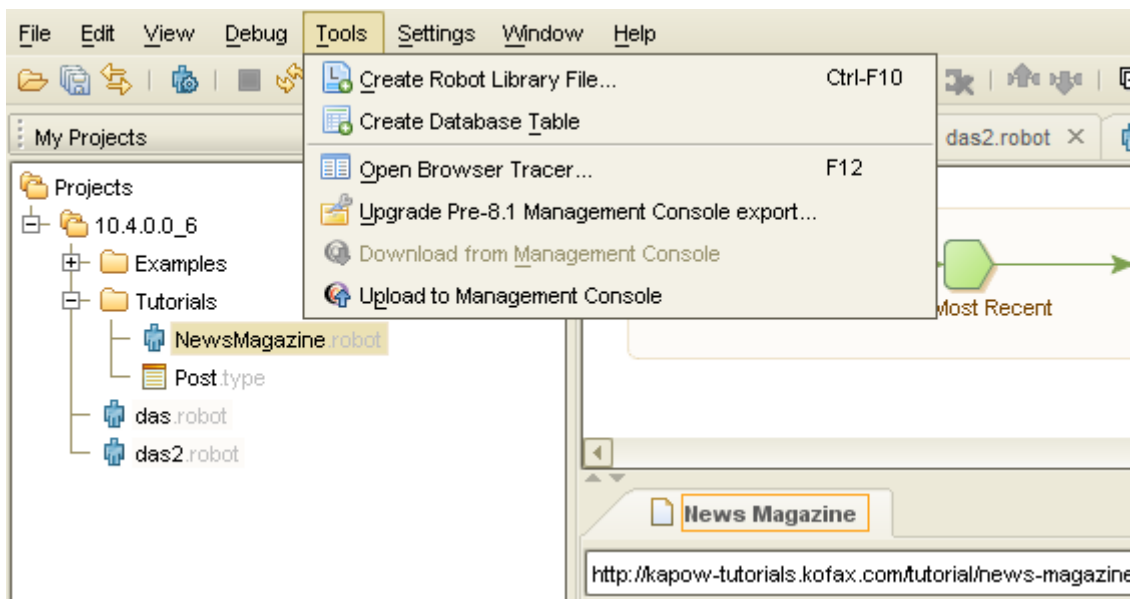 File Edit View Debug Tools Settings Window Help
Create Robot Library File... Ctrl-F10
Create Database Table
Open Browser Tracer... F12
Upgrade Pre-8.1 Management Console export...
Download from Management Console
Upload to Management Console
My Projects
das2.robot
Projects
10.4.0.0_6
Examples
Tutorials
NewsMagazine.robot
Post.type
das.robot
das2.robot
Most Recent
News Magazine
http://kapow-tutorials.kofax.com/tutorial/news-magazine